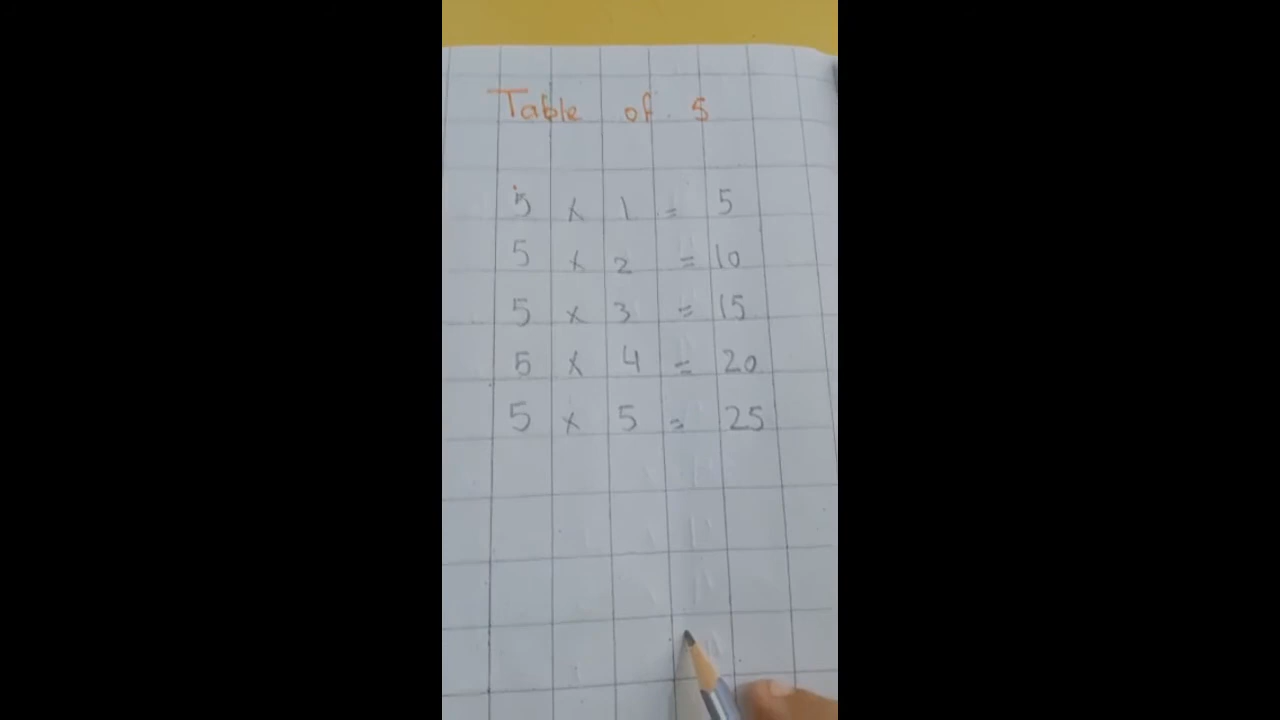 Table of 5
5 x 1 = 5
5 x 2 = 10
5 x 3 = 15
5 x 4 = 20
5 x 5 = 25